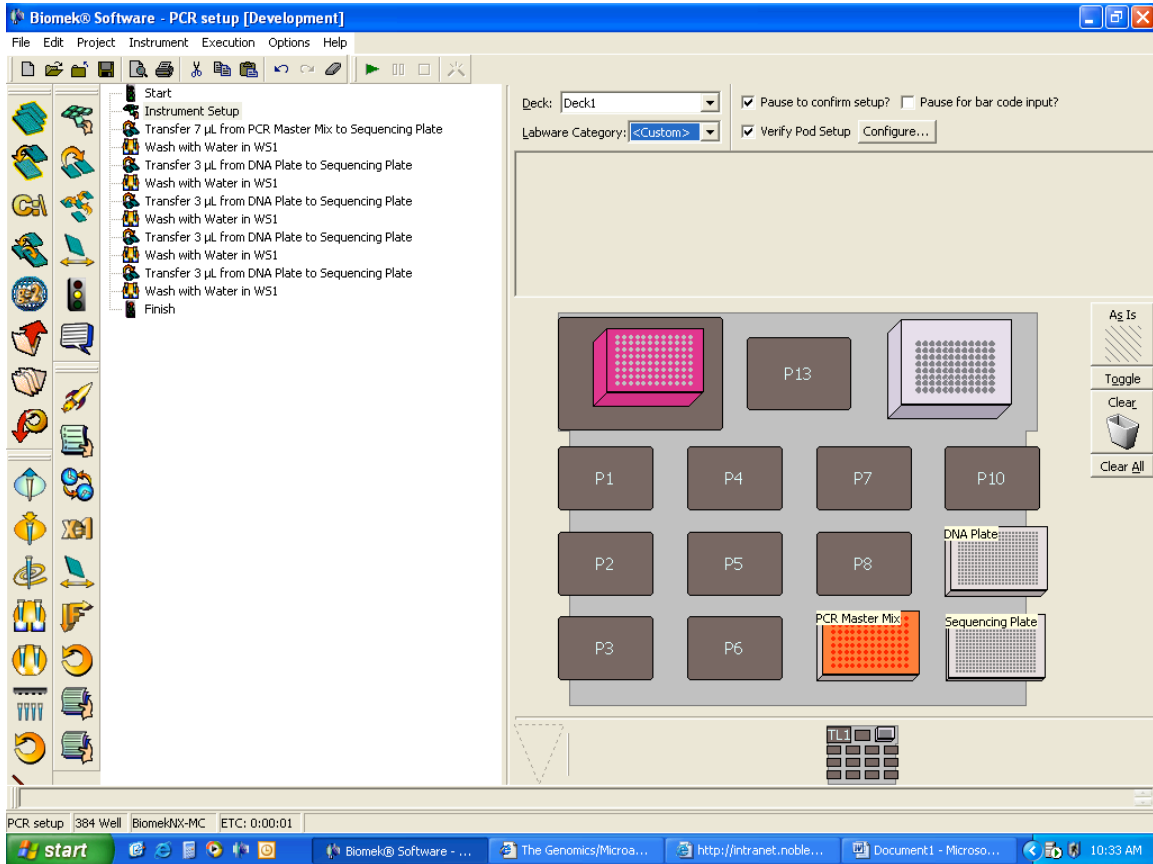 Biomek® Software - PCR setup [Development]
File Edit Project Instrument Execution Options Help
Start
Instrument Setup
Transfer 7 µL from PCR Master Mix to Sequencing Plate
Wash with Water in WS1
Transfer 3 µL from DNA Plate to Sequencing Plate
Wash with Water in WS1
Transfer 3 µL from DNA Plate to Sequencing Plate
Wash with Water in WS1
Transfer 3 µL from DNA Plate to Sequencing Plate
Wash with Water in WS1
Transfer 3 µL from DNA Plate to Sequencing Plate
Wash with Water in WS1
Finish
Deck: Deck1 Pause to confirm setup? Pause for bar code input?
Labware Category: <Custom> Verify Pod Setup Configure...
As Is
Toggle
Clear
Clear All
P13
P1 P4 P7 P10
P2 P5 P8 DNA Plate
P3 P6 PCR Master Mix Sequencing Plate
TL1
PCR setup 384 Well BiomekNX-MC ETC: 0:00:01
start Biomek® Software - ... The Genomics/Microa... http://intranet.noble... Document1 - Microso... 10:33 AM